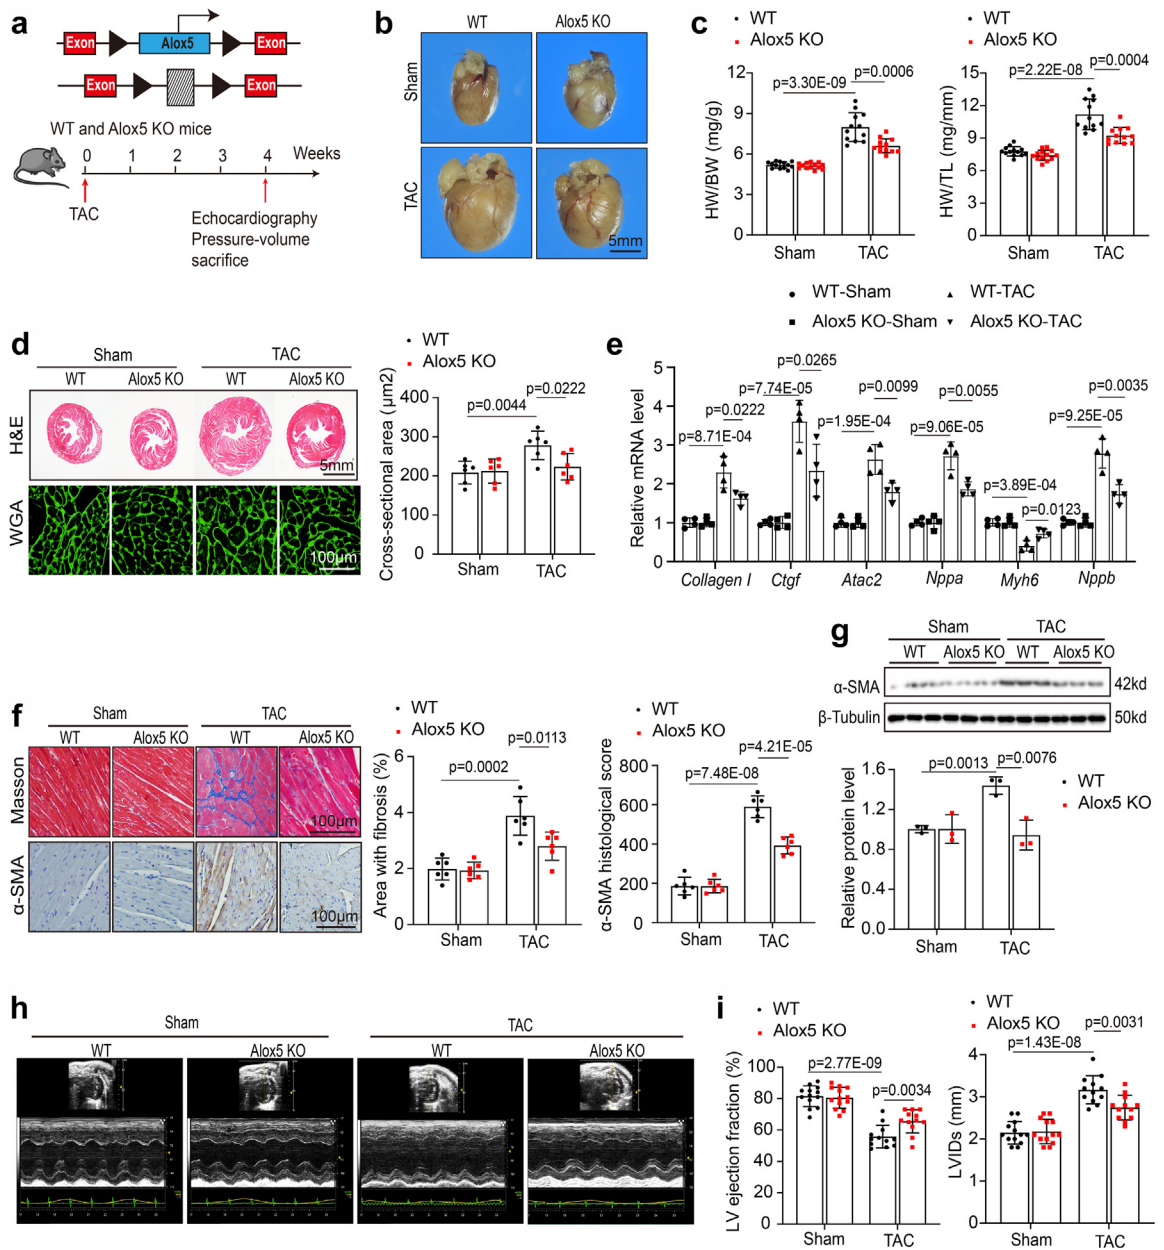 a
Exon
Alox5
Exon
Exon
Exon
WT and Alox5 KO mice
0 1 2 3 4 Weeks
TAC
Echocardiography
Pressure-volume
sacrifice
b
WT Alox5 KO
Sham
TAC
5mm
c
WT
Alox5 KO
p=3.30E-09
p=0.0006
HW/BW (mg/g)
12
9
6
3
0
Sham TAC
WT
Alox5 KO
p=2.22E-08
p=0.0004
HW/TL (mg/mm)
15
12
9
6
3
0
Sham TAC
d
Sham TAC
WT Alox5 KO WT Alox5 KO
H&E
5mm
WGA
100μm
WT
Alox5 KO
p=0.0044
p=0.0222
Cross-sectional area (μm2)
400
300
200
100
0
Sham TAC
WT-Sham
WT-TAC
Alox5 KO-Sham
Alox5 KO-TAC
e
Relative mRNA level
5
4
3
2
1
0
p=8.71E-04
p=0.0222
p=7.74E-05
p=0.0265
p=1.95E-04
p=0.0099
p=9.06E-05
p=0.0055
p=3.89E-04
p=0.0123
p=9.25E-05
p=0.0035
Collagen I Ctgf Atac2 Nppa Myh6 Nppb
f
Sham TAC
WT Alox5 KO WT Alox5 KO
Masson
100μm
α-SMA
100μm
WT
Alox5 KO
p=0.0002
p=0.0113
Area with fibrosis (%)
6
4
2
0
Sham TAC
WT
Alox5 KO
p=7.48E-08
p=4.21E-05
α-SMA histological score
800
600
400
200
0
Sham TAC
g
Sham TAC
WT Alox5 KO WT Alox5 KO
α-SMA 42kd
β-Tubulin 50kd
p=0.0013
p=0.0076
WT
Alox5 KO
Relative protein level
1.6
1.2
0.8
0.4
0.0
Sham TAC
h
Sham TAC
WT Alox5 KO WT Alox5 KO
i
WT
Alox5 KO
p=2.77E-09
p=0.0034
LV ejection fraction (%)
100
80
60
40
20
0
Sham TAC
WT
Alox5 KO
p=1.43E-08
p=0.0031
LVIDs (mm)
4
3
2
1
0
Sham TAC